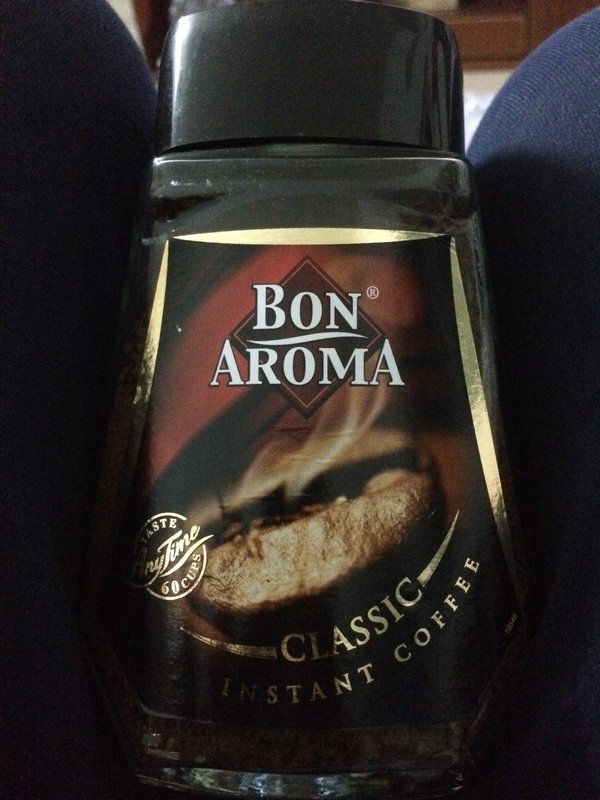 BON®
AROMA
TASTE
AnyTime
60 CUPS
CLASSIC
INSTANT COFFEE